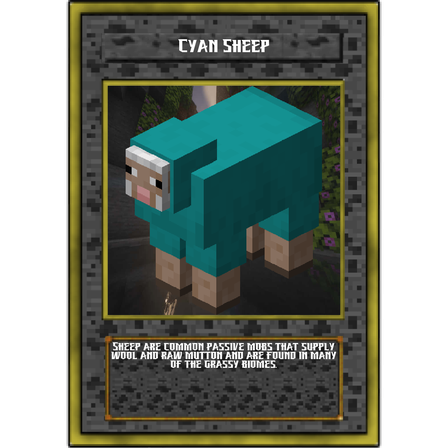 Cyan Sheep
Sheep are common passive mobs that supply
wool and raw mutton and are found in many
of the grassy biomes.